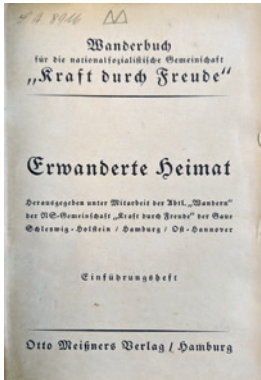 Wanderbuch
für die nationalsozialistische Gemeinschaft
„Kraft durch Freude“
Erwanderte Heimat
Herausgegeben unter Mitarbeit der Abtl. „Wandern“
der NS-Gemeinschaft „Kraft durch Freude“ der Gaue
Schleswig-Holstein / Hamburg / Ost-Hannover
Einführungsheft
Otto Meißners Verlag / Hamburg